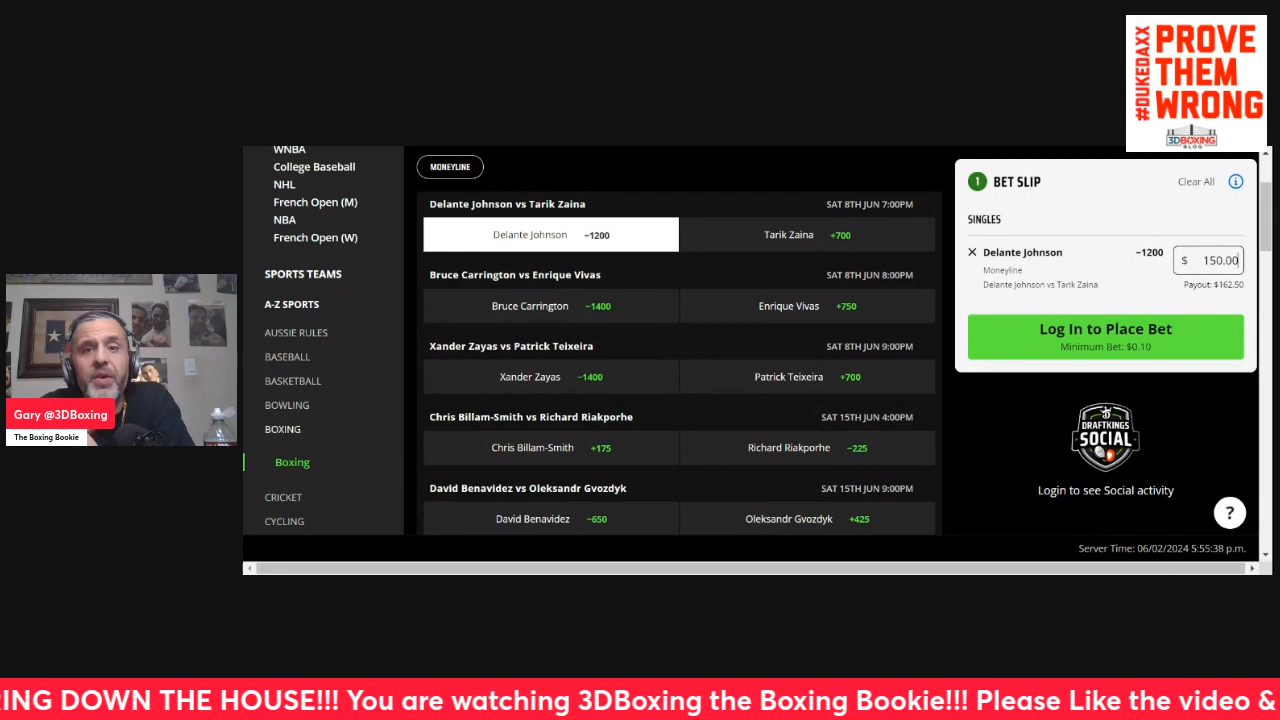 #DUKEDAXX
PROVE
THEM
WRONG
3DBOXING
BLOG
WNBA
College Baseball
NHL
French Open (M)
NBA
French Open (W)
SPORTS TEAMS
A-Z SPORTS
AUSSIE RULES
BASEBALL
BASKETBALL
BOWLING
BOXING
Boxing
CRICKET
CYCLING
MONEYLINE
Delante Johnson vs Tarik Zaina SAT 8TH JUN 7:00PM
Delante Johnson −1200 Tarik Zaina +700
Bruce Carrington vs Enrique Vivas SAT 8TH JUN 8:00PM
Bruce Carrington −1400 Enrique Vivas +750
Xander Zayas vs Patrick Teixeira SAT 8TH JUN 9:00PM
Xander Zayas −1400 Patrick Teixeira +700
Chris Billam-Smith vs Richard Riakporhe SAT 15TH JUN 4:00PM
Chris Billam-Smith +175 Richard Riakporhe −225
David Benavidez vs Oleksandr Gvozdyk SAT 15TH JUN 9:00PM
David Benavidez −650 Oleksandr Gvozdyk +425
1 BET SLIP Clear All i
SINGLES
× Delante Johnson −1200 $ 150.00
Moneyline
Delante Johnson vs Tarik Zaina Payout: $162.50
Log In to Place Bet
Minimum Bet: $0.10
DRAFTKINGS
SOCIAL
Login to see Social activity
?
Server Time: 06/02/2024 5:55:38 p.m.
Gary @3DBoxing
The Boxing Bookie
RING DOWN THE HOUSE!!! You are watching 3DBoxing the Boxing Bookie!!! Please Like the video &